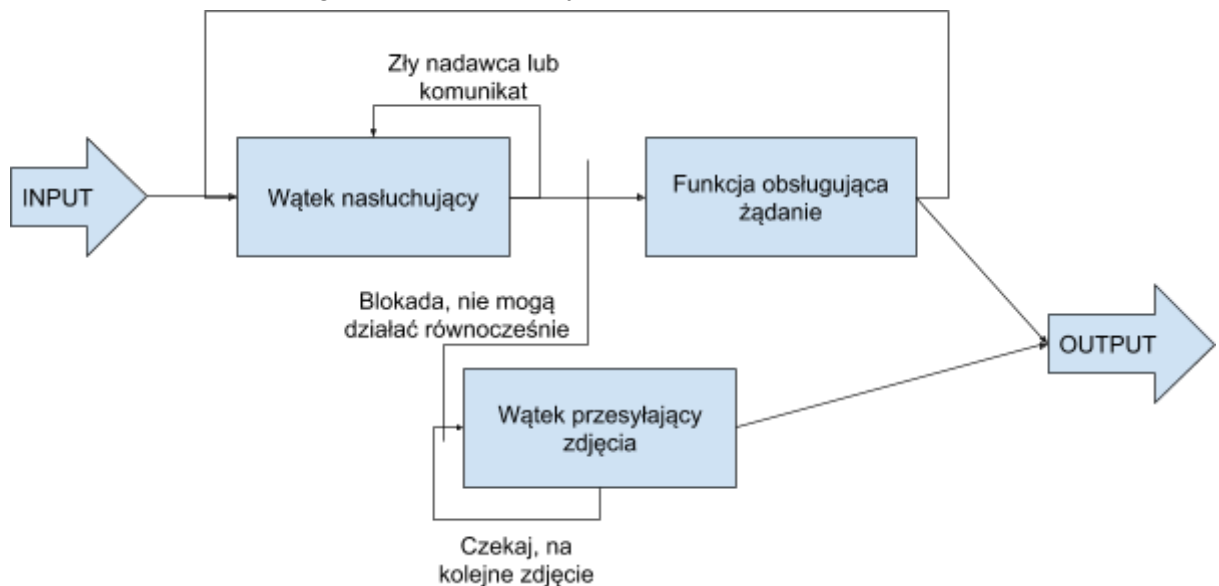 Zły nadawca lub
komunikat
INPUT
Wątek nasłuchujący
Funkcja obsługująca
żądanie
Blokada, nie mogą
działać równocześnie
OUTPUT
Wątek przesyłający
zdjęcia
Czekaj, na
kolejne zdjęcie